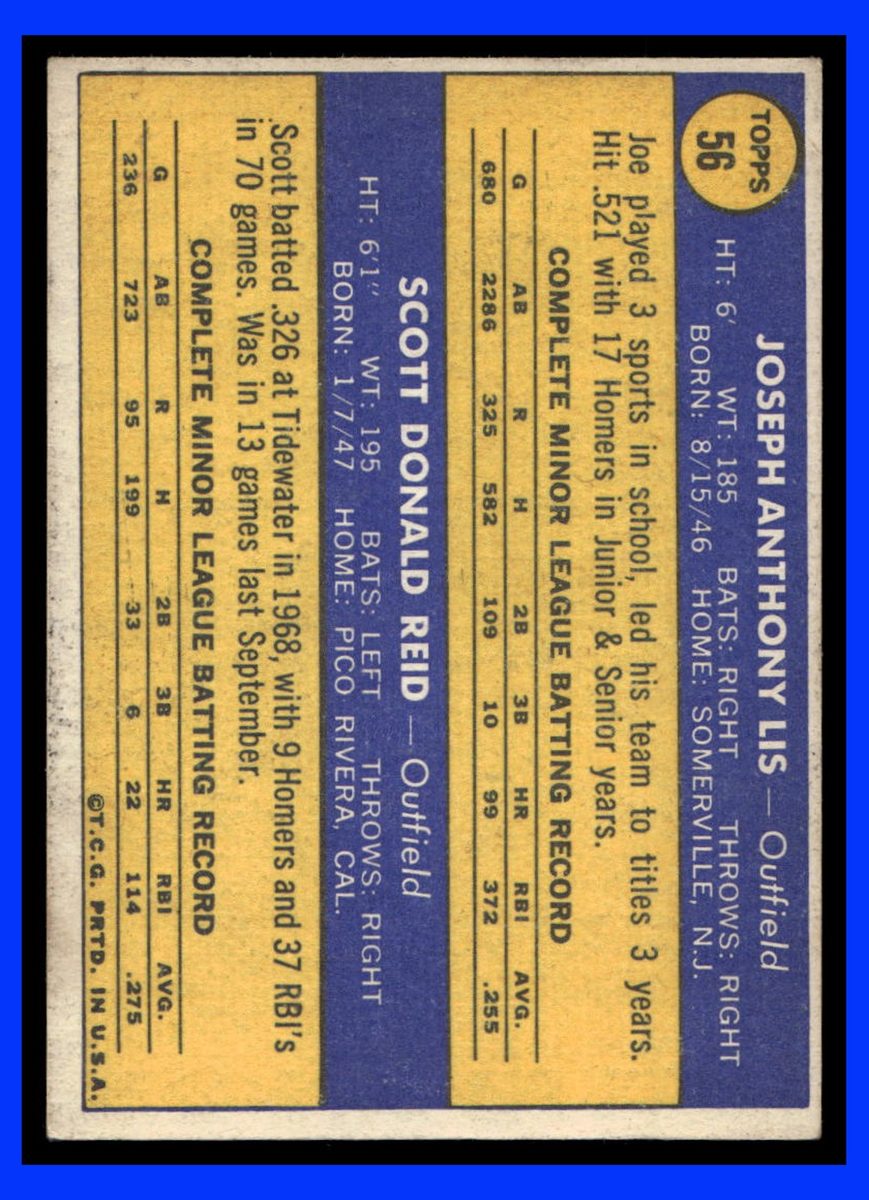 TOPPS
56
JOSEPH ANTHONY LIS — Outfield
HT: 6' WT: 185 BATS: RIGHT THROWS: RIGHT
BORN: 8/15/46 HOME: SOMERVILLE, N.J.
Joe played 3 sports in school, led his team to titles 3 years.
Hit .521 with 17 Homers in Junior & Senior years.
COMPLETE MINOR LEAGUE BATTING RECORD
G AB R H 2B 3B HR RBI AVG.
680 2286 325 582 109 10 99 372 .255
SCOTT DONALD REID — Outfield
HT: 6'1" WT: 195 BATS: LEFT THROWS: RIGHT
BORN: 1/7/47 HOME: PICO RIVERA, CAL.
Scott batted .326 at Tidewater in 1968, with 9 Homers and 37 RBI's
in 70 games. Was in 13 games last September.
COMPLETE MINOR LEAGUE BATTING RECORD
G AB R H 2B 3B HR RBI AVG.
236 723 95 199 33 6 22 114 .275
©T.C.G. PRTD. IN U.S.A.